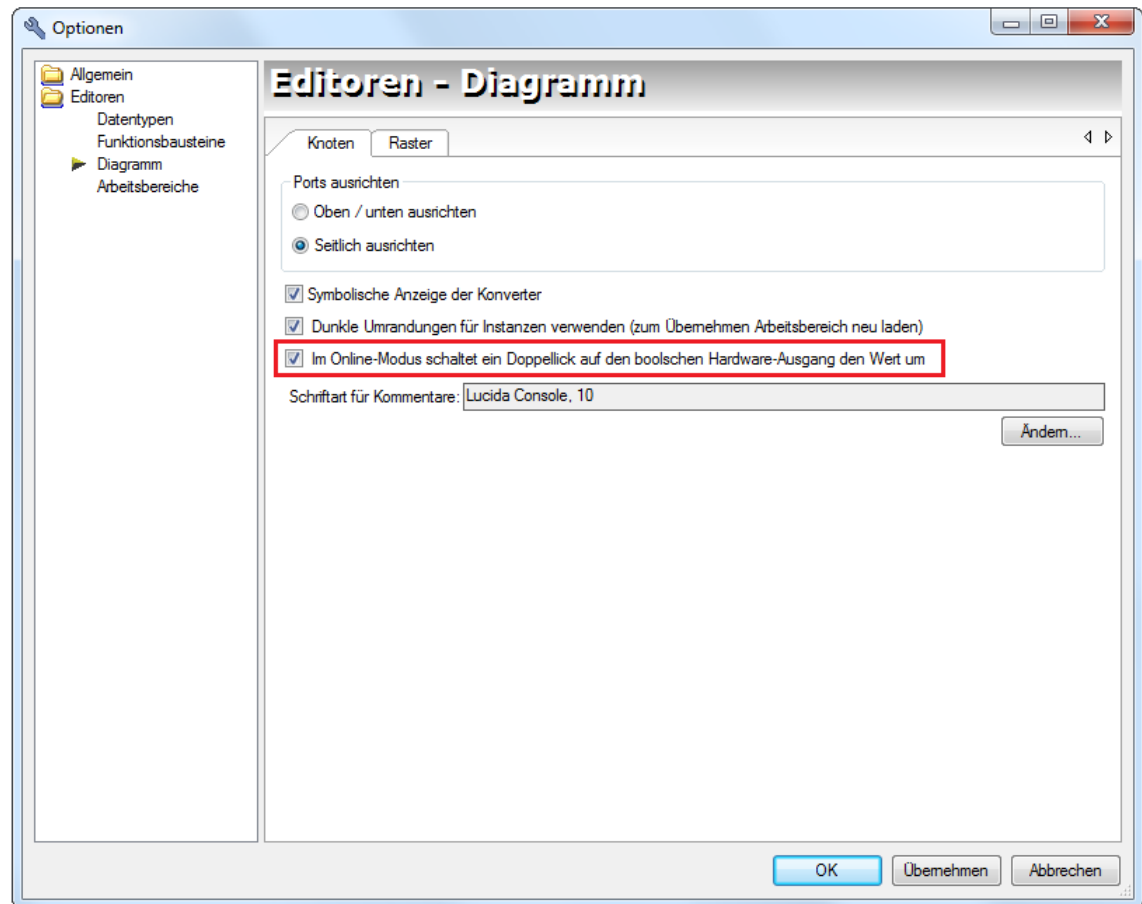 Optionen
Allgemein
Editoren
Datentypen
Funktionsbausteine
Diagramm
Arbeitsbereiche
Editoren - Diagramm
Knoten Raster
Ports ausrichten
Oben / unten ausrichten
Seitlich ausrichten
Symbolische Anzeige der Konverter
Dunkle Umrandungen für Instanzen verwenden (zum Übernehmen Arbeitsbereich neu laden)
Im Online-Modus schaltet ein Doppellick auf den boolschen Hardware-Ausgang den Wert um
Schriftart für Kommentare: Lucida Console, 10
Ändern...
OK Übernehmen Abbrechen